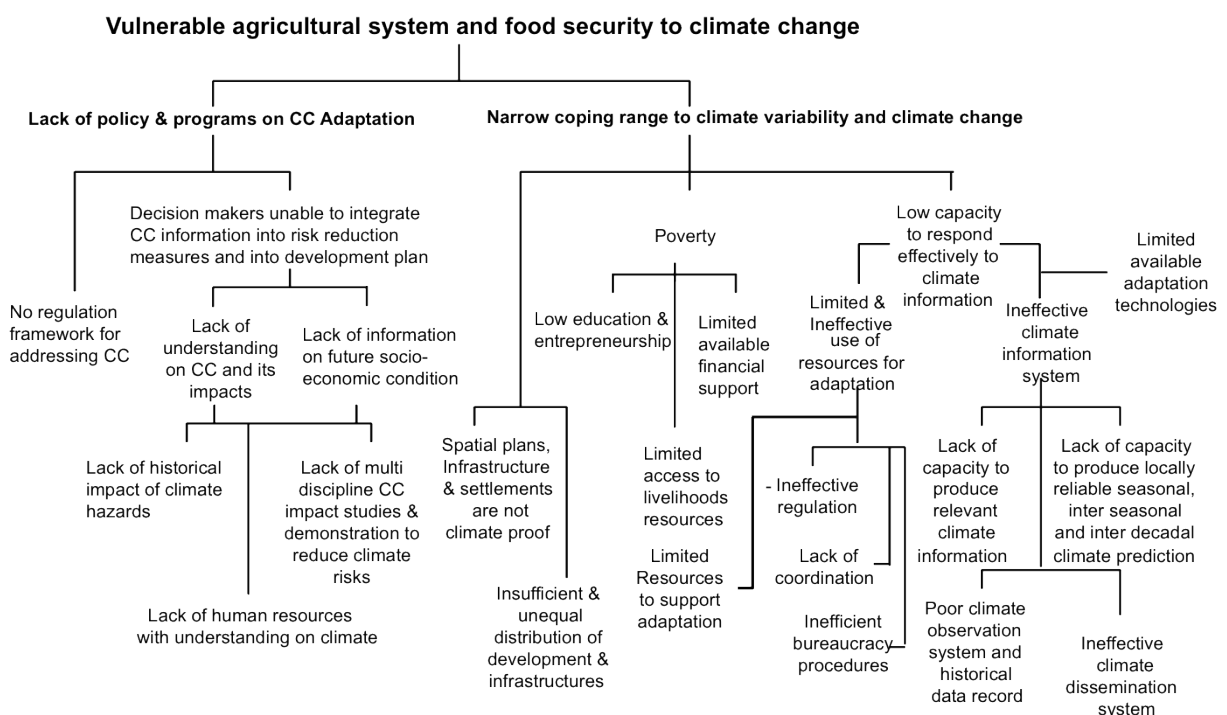 Vulnerable agricultural system and food security to climate change
Lack of policy & programs on CC Adaptation
Narrow coping range to climate variability and climate change
Decision makers unable to integrate
CC information into risk reduction
measures and into development plan
Poverty
Low capacity
to respond
effectively to
climate
information
Limited
available
adaptation
technologies
No regulation
framework for
addressing CC
Lack of
understanding
on CC and its
impacts
Lack of information
on future socio-
economic condition
Low education &
entrepreneurship
Limited
available
financial
support
Limited &
Ineffective
use of
resources for
adaptation
Ineffective
climate
information
system
Lack of historical
impact of climate
hazards
Lack of multi
discipline CC
impact studies &
demonstration to
reduce climate
risks
Lack of human resources
with understanding on climate
Spatial plans,
Infrastructure
& settlements
are not
climate proof
Insufficient &
unequal
distribution of
development &
infrastructures
Limited
access to
livelihoods
resources
Limited
Resources
to support
adaptation
- Ineffective
regulation
Lack of
coordination
Inefficient
bureaucracy
procedures
Lack of
capacity to
produce
relevant
climate
information
Lack of capacity
to produce locally
reliable seasonal,
inter seasonal
and inter decadal
climate prediction
Poor climate
observation
system and
historical
data record
Ineffective
climate
dissemination
system